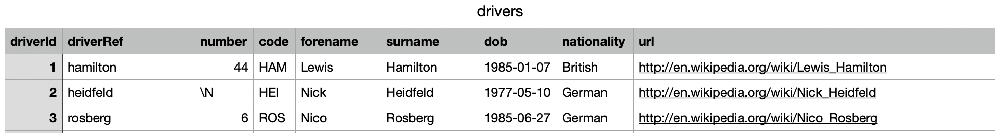 drivers
driverId driverRef number code forename surname dob nationality url
1 hamilton 44 HAM Lewis Hamilton 1985-01-07 British http://en.wikipedia.org/wiki/Lewis_Hamilton
2 heidfeld \N HEI Nick Heidfeld 1977-05-10 German http://en.wikipedia.org/wiki/Nick_Heidfeld
3 rosberg 6 ROS Nico Rosberg 1985-06-27 German http://en.wikipedia.org/wiki/Nico_Rosberg